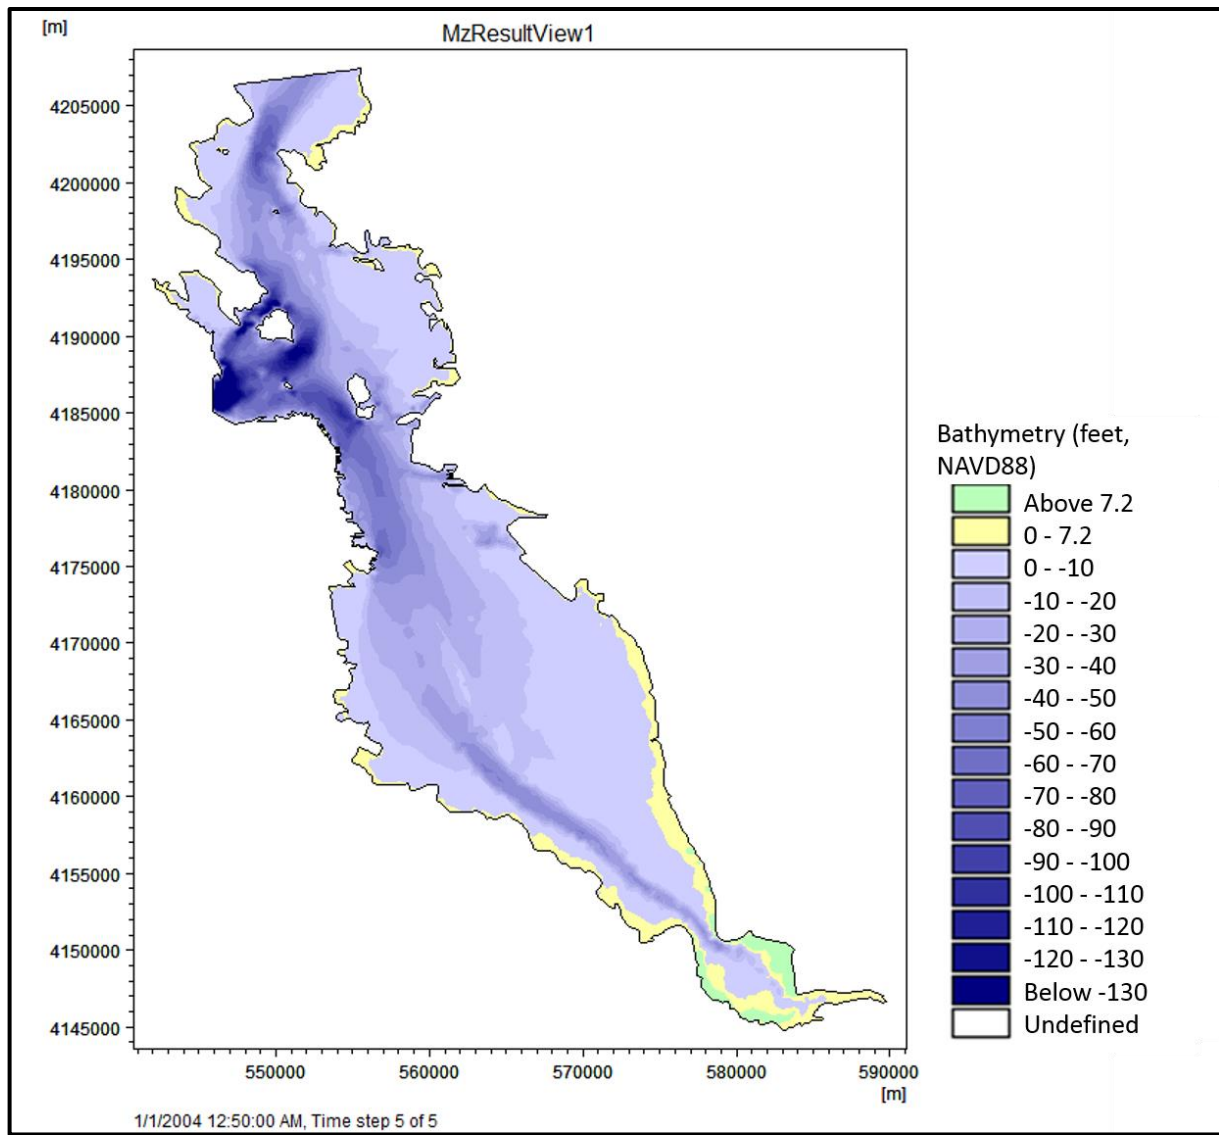 [m]
MzResultView1
4205000
4200000
4195000
4190000
4185000
4180000
4175000
4170000
4165000
4160000
4155000
4150000
4145000
550000 560000 570000 580000 590000
[m]
1/1/2004 12:50:00 AM, Time step 5 of 5
Bathymetry (feet,
NAVD88)
Above 7.2
0 - 7.2
0 - -10
-10 - -20
-20 - -30
-30 - -40
-40 - -50
-50 - -60
-60 - -70
-70 - -80
-80 - -90
-90 - -100
-100 - -110
-110 - -120
-120 - -130
Below -130
Undefined